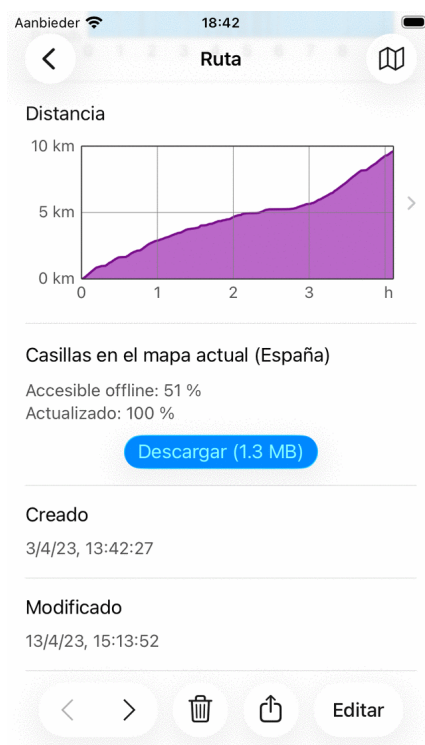 Aanbieder 18:42
Ruta
Distancia
10 km
5 km
0 km
0 1 2 3 h
Casillas en el mapa actual (España)
Accesible offline: 51 %
Actualizado: 100 %
Descargar (1.3 MB)
Creado
3/4/23, 13:42:27
Modificado
13/4/23, 15:13:52
Editar